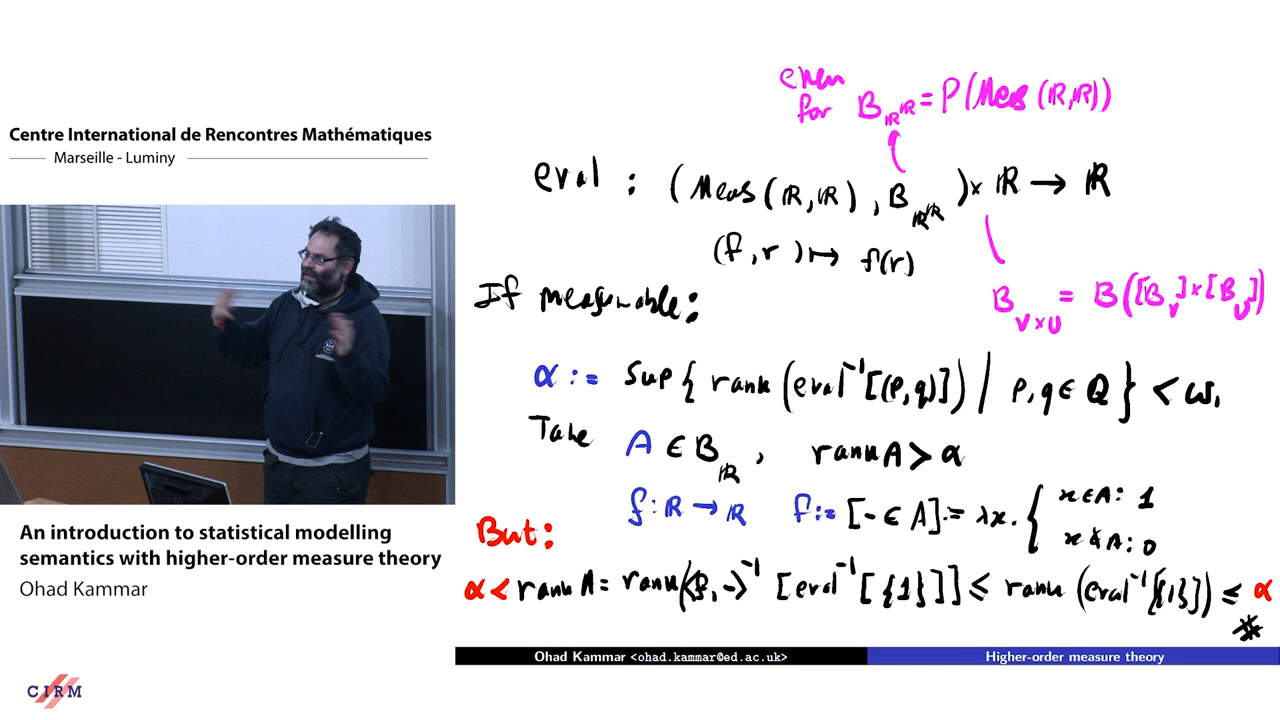 Centre International de Rencontres Mathématiques
Marseille - Luminy
An introduction to statistical modelling
semantics with higher-order measure theory
Ohad Kammar
CIRM
even
for B_{ℝ^ℝ} = P(Meas(ℝ,ℝ))
eval : (Meas(ℝ,ℝ), B_{ℝ^ℝ}) × ℝ → ℝ
(f, r) ↦ f(r)
If measurable:
B_{V×U} = B([B_V]×[B_U])
α := sup{ rank(eval⁻¹[(p,q)]) | p,q ∈ Q } < ω₁
Take A ∈ B_ℝ, rank A > α
f: ℝ → ℝ f := [- ∈ A] := λx. { x∈A: 1
x∉A: 0
But:
α < rank A = rank(⟨f,-⟩⁻¹ [eval⁻¹[{1}]] ≤ rank (eval⁻¹[{1}]) ≤ α
Ohad Kammar <ohad.kammar@ed.ac.uk>
Higher-order measure theory